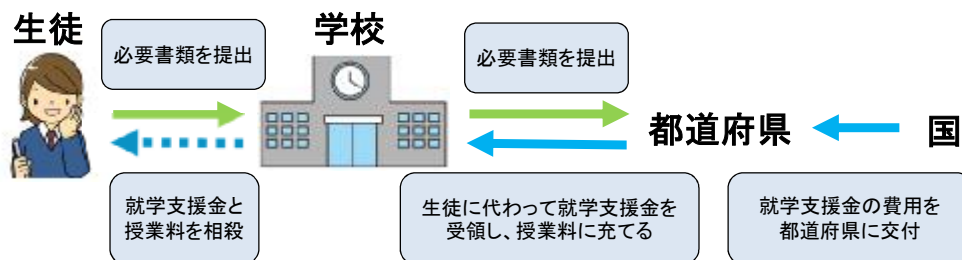 生徒
学校
必要書類を提出
必要書類を提出
都道府県
国
就学支援金と
授業料を相殺
生徒に代わって就学支援金を
受領し、授業料に充てる
就学支援金の費用を
都道府県に交付